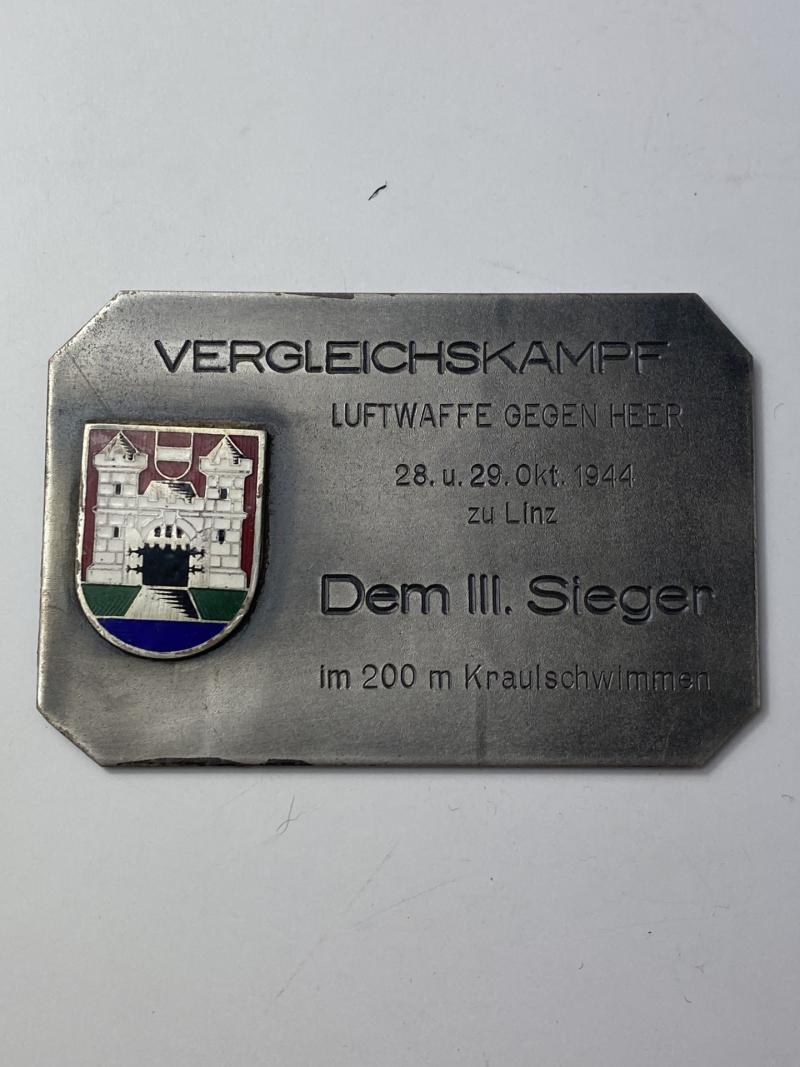 VERGLEICHSKAMPF
LUFTWAFFE GEGEN HEER
28. u. 29. Okt. 1944
zu Linz
Dem III. Sieger
im 200 m Kraulschwimmen